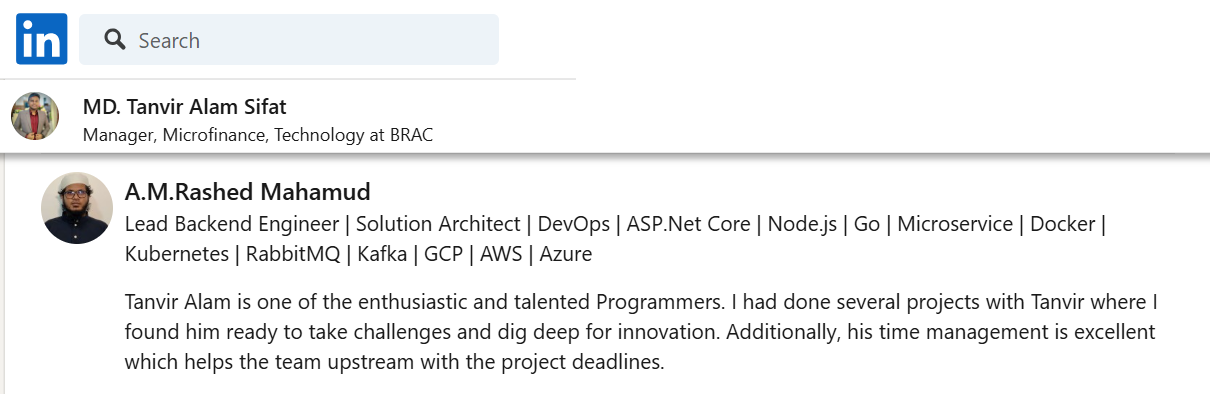 in
Search
MD. Tanvir Alam Sifat
Manager, Microfinance, Technology at BRAC
A.M.Rashed Mahamud
Lead Backend Engineer | Solution Architect | DevOps | ASP.Net Core | Node.js | Go | Microservice | Docker |
Kubernetes | RabbitMQ | Kafka | GCP | AWS | Azure
Tanvir Alam is one of the enthusiastic and talented Programmers. I had done several projects with Tanvir where I
found him ready to take challenges and dig deep for innovation. Additionally, his time management is excellent
which helps the team upstream with the project deadlines.